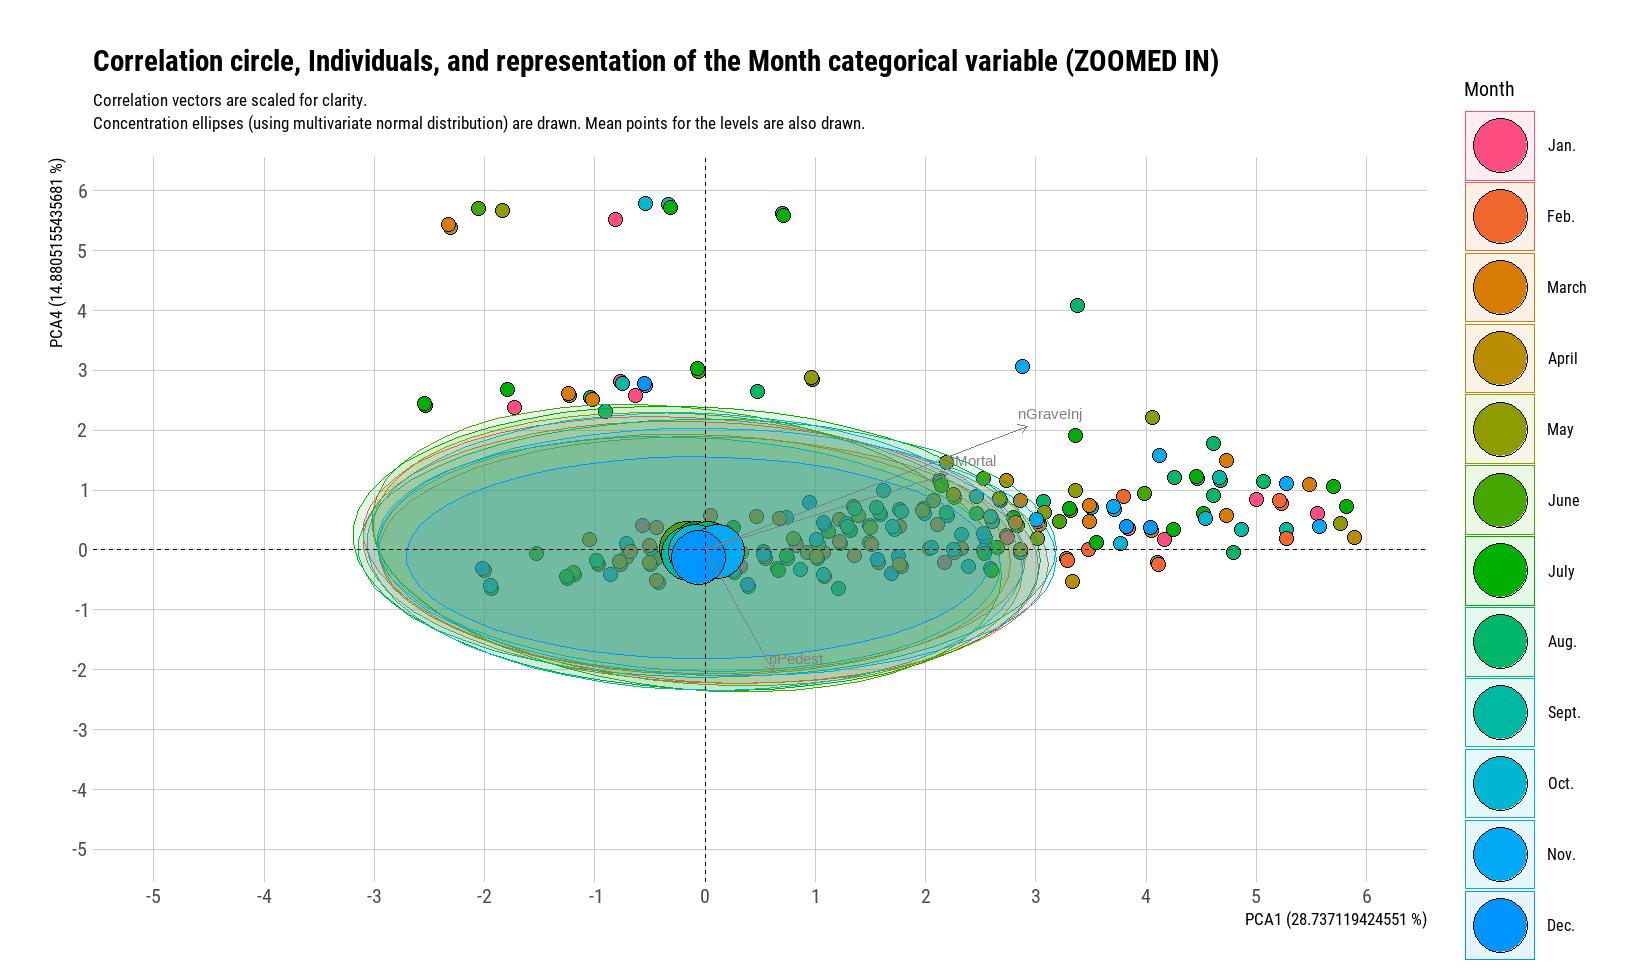 Correlation circle, Individuals, and representation of the Month categorical variable (ZOOMED IN)
Correlation vectors are scaled for clarity.
Concentration ellipses (using multivariate normal distribution) are drawn. Mean points for the levels are also drawn.
PCA4 (14.8805155435681 %)
6
5
4
3
2
1
0
-1
-2
-3
-4
-5
nGraveInj
nPedest
-5
-4
-3
-2
-1
0
1
2
3
4
5
6
PCA1 (28.737119424551 %)
Month
Jan.
Feb.
March
April
May
June
July
Aug.
Sept.
Oct.
Nov.
Dec.